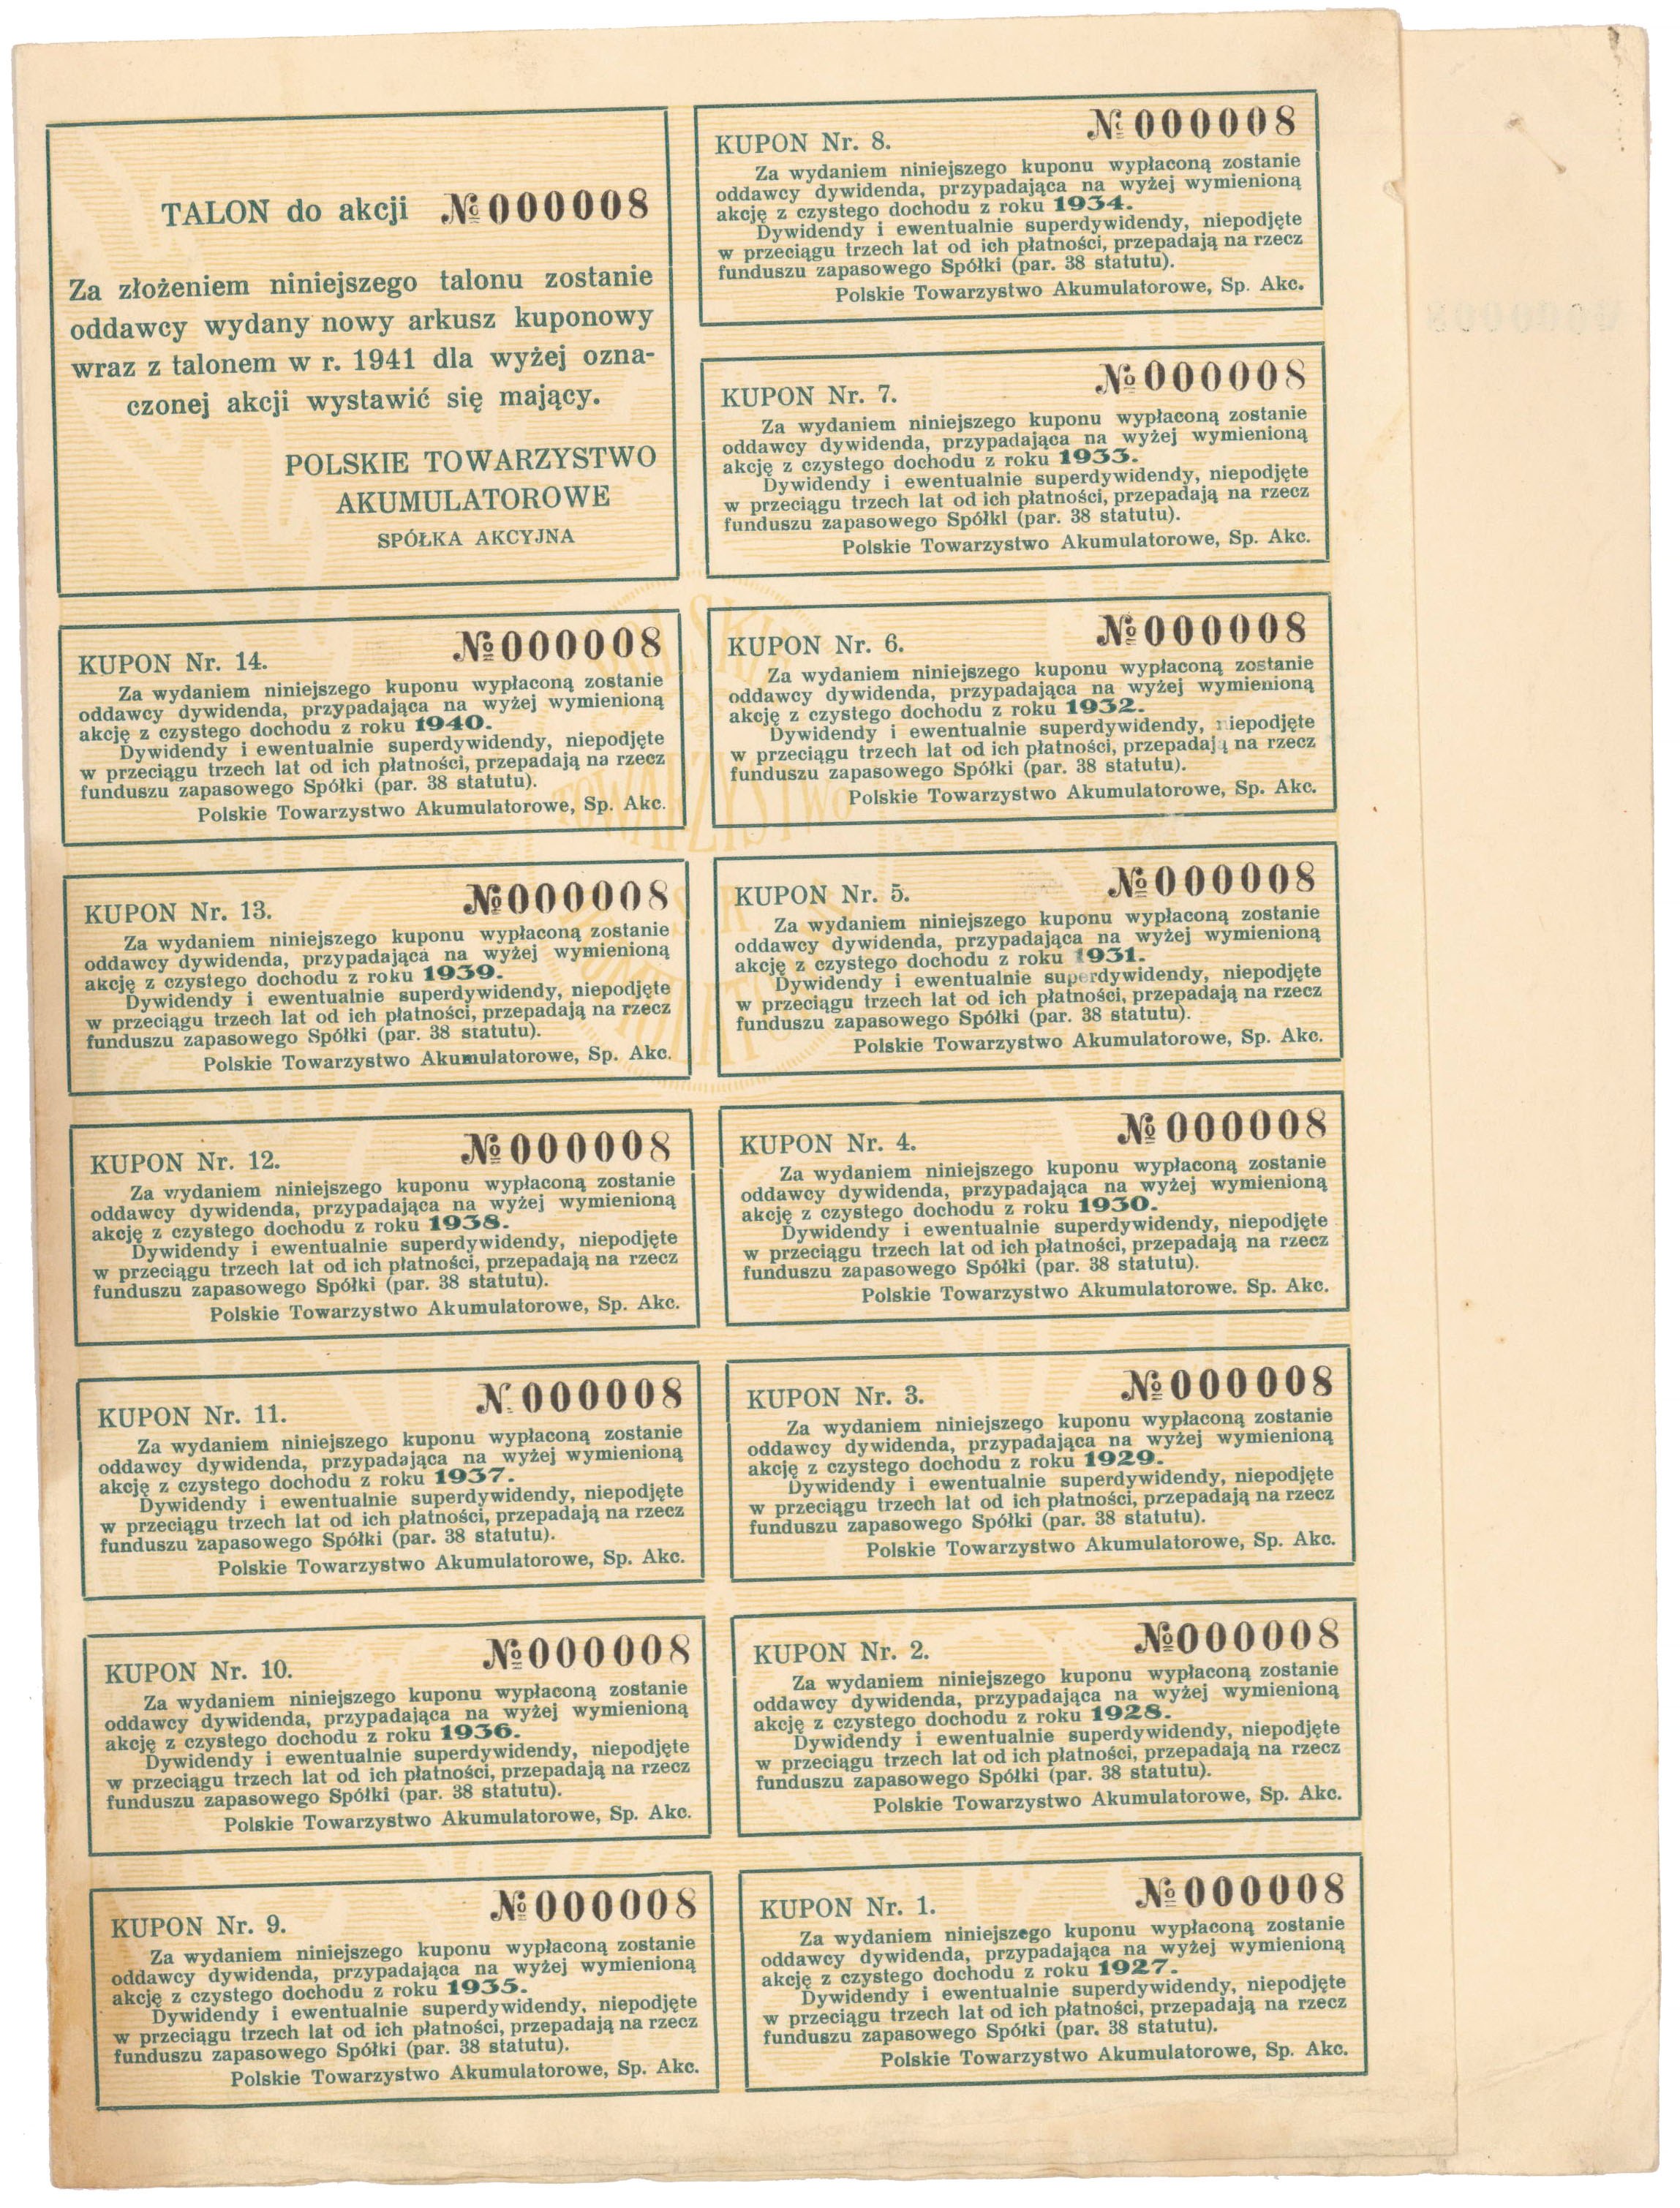 TALON do akcji № 000008
Za złożeniem niniejszego talonu zostanie
oddawcy wydany nowy arkusz kuponowy
wraz z talonem w r. 1941 dla wyżej ozna-
czonej akcji wystawić się mający.
POLSKIE TOWARZYSTWO
AKUMULATOROWE
SPÓŁKA AKCYJNA
KUPON Nr. 14. № 000008
Za wydaniem niniejszego kuponu wypłaconą zostanie
oddawcy dywidenda, przypadająca na wyżej wymienioną
akcję z czystego dochodu z roku 1940.
Dywidendy i ewentualnie superdywidendy, niepodjęte
w przeciągu trzech lat od ich płatności, przepadają na rzecz
funduszu zapasowego Spółki (par. 38 statutu).
Polskie Towarzystwo Akumulatorowe, Sp. Akc.
KUPON Nr. 13. № 000008
Za wydaniem niniejszego kuponu wypłaconą zostanie
oddawcy dywidenda, przypadająca na wyżej wymienioną
akcję z czystego dochodu z roku 1939.
Dywidendy i ewentualnie superdywidendy, niepodjęte
w przeciągu trzech lat od ich płatności, przepadają na rzecz
funduszu zapasowego Spółki (par. 38 statutu).
Polskie Towarzystwo Akumulatorowe, Sp. Akc.
KUPON Nr. 12. № 000008
Za wydaniem niniejszego kuponu wypłaconą zostanie
oddawcy dywidenda, przypadająca na wyżej wymienioną
akcję z czystego dochodu z roku 1938.
Dywidendy i ewentualnie superdywidendy, niepodjęte
w przeciągu trzech lat od ich płatności, przepadają na rzecz
funduszu zapasowego Spółki (par. 38 statutu).
Polskie Towarzystwo Akumulatorowe, Sp. Akc.
KUPON Nr. 11. № 000008
Za wydaniem niniejszego kuponu wypłaconą zostanie
oddawcy dywidenda, przypadająca na wyżej wymienioną
akcję z czystego dochodu z roku 1937.
Dywidendy i ewentualnie superdywidendy, niepodjęte
w przeciągu trzech lat od ich płatności, przepadają na rzecz
funduszu zapasowego Spółki (par. 38 statutu).
Polskie Towarzystwo Akumulatorowe, Sp. Akc.
KUPON Nr. 10. № 000008
Za wydaniem niniejszego kuponu wypłaconą zostanie
oddawcy dywidenda, przypadająca na wyżej wymienioną
akcję z czystego dochodu z roku 1936.
Dywidendy i ewentualnie superdywidendy, niepodjęte
w przeciągu trzech lat od ich płatności, przepadają na rzecz
funduszu zapasowego Spółki (par. 38 statutu).
Polskie Towarzystwo Akumulatorowe, Sp. Akc.
KUPON Nr. 9. № 000008
Za wydaniem niniejszego kuponu wypłaconą zostanie
oddawcy dywidenda, przypadająca na wyżej wymienioną
akcję z czystego dochodu z roku 1935.
Dywidendy i ewentualnie superdywidendy, niepodjęte
w przeciągu trzech lat od ich płatności, przepadają na rzecz
funduszu zapasowego Spółki (par. 38 statutu).
Polskie Towarzystwo Akumulatorowe, Sp. Akc.
KUPON Nr. 8. № 000008
Za wydaniem niniejszego kuponu wypłaconą zostanie
oddawcy dywidenda, przypadająca na wyżej wymienioną
akcję z czystego dochodu z roku 1934.
Dywidendy i ewentualnie superdywidendy, niepodjęte
w przeciągu trzech lat od ich płatności, przepadają na rzecz
funduszu zapasowego Spółki (par. 38 statutu).
Polskie Towarzystwo Akumulatorowe, Sp. Akc.
KUPON Nr. 7. № 000008
Za wydaniem niniejszego kuponu wypłaconą zostanie
oddawcy dywidenda, przypadająca na wyżej wymienioną
akcję z czystego dochodu z roku 1933.
Dywidendy i ewentualnie superdywidendy, niepodjęte
w przeciągu trzech lat od ich płatności, przepadają na rzecz
funduszu zapasowego Spółkl (par. 38 statutu).
Polskie Towarzystwo Akumulatorowe, Sp. Akc.
KUPON Nr. 6. № 000008
Za wydaniem niniejszego kuponu wypłaconą zostanie
oddawcy dywidenda, przypadająca na wyżej wymienioną
akcję z czystego dochodu z roku 1932.
Dywidendy i ewentualnie superdywidendy, niepodjęte
w przeciągu trzech lat od ich płatności, przepadają na rzecz
funduszu zapasowego Spółki (par. 38 statutu).
Polskie Towarzystwo Akumulatorowe, Sp. Akc.
KUPON Nr. 5. № 000008
Za wydaniem niniejszego kuponu wypłaconą zostanie
oddawcy dywidenda, przypadająca na wyżej wymienioną
akcję z czystego dochodu z roku 1931.
Dywidendy i ewentualnie superdywidendy, niepodjęte
w przeciągu trzech lat od ich płatności, przepadają na rzecz
funduszu zapasowego Spółki (par. 38 statutu).
Polskie Towarzystwo Akumulatorowe, Sp. Akc.
KUPON Nr. 4. № 000008
Za wydaniem niniejszego kuponu wypłaconą zostanie
oddawcy dywidenda, przypadająca na wyżej wymienioną
akcję z czystego dochodu z roku 1930.
Dywidendy i ewentualnie superdywidendy, niepodjęte
w przeciągu trzech lat od ich płatności, przepadają na rzecz
funduszu zapasowego Spółki (par. 38 statutu).
Polskie Towarzystwo Akumulatorowe. Sp. Akc.
KUPON Nr. 3. № 000008
Za wydaniem niniejszego kuponu wypłaconą zostanie
oddawcy dywidenda, przypadająca na wyżej wymienioną
akcję z czystego dochodu z roku 1929.
Dywidendy i ewentualnie superdywidendy, niepodjęte
w przeciągu trzech lat od ich płatności, przepadają na rzecz
funduszu zapasowego Spółki (par. 38 statutu).
Polskie Towarzystwo Akumulatorowe, Sp. Akc.
KUPON Nr. 2. № 000008
Za wydaniem niniejszego kuponu wypłaconą zostanie
oddawcy dywidenda, przypadająca na wyżej wymienioną
akcję z czystego dochodu z roku 1928.
Dywidendy i ewentualnie superdywidendy, niepodjęte
w przeciągu trzech lat od ich płatności, przepadają na rzecz
funduszu zapasowego Spółki (par. 38 statutu).
Polskie Towarzystwo Akumulatorowe, Sp. Akc.
KUPON Nr. 1. № 000008
Za wydaniem niniejszego kuponu wypłaconą zostanie
oddawcy dywidenda, przypadająca na wyżej wymienioną
akcję z czystego dochodu z roku 1927.
Dywidendy i ewentualnie superdywidendy, niepodjęte
w przeciągu trzech lat od ich płatności, przepadają na rzecz
funduszu zapasowego Spółki (par. 38 statutu).
Polskie Towarzystwo Akumulatorowe, Sp. Akc.